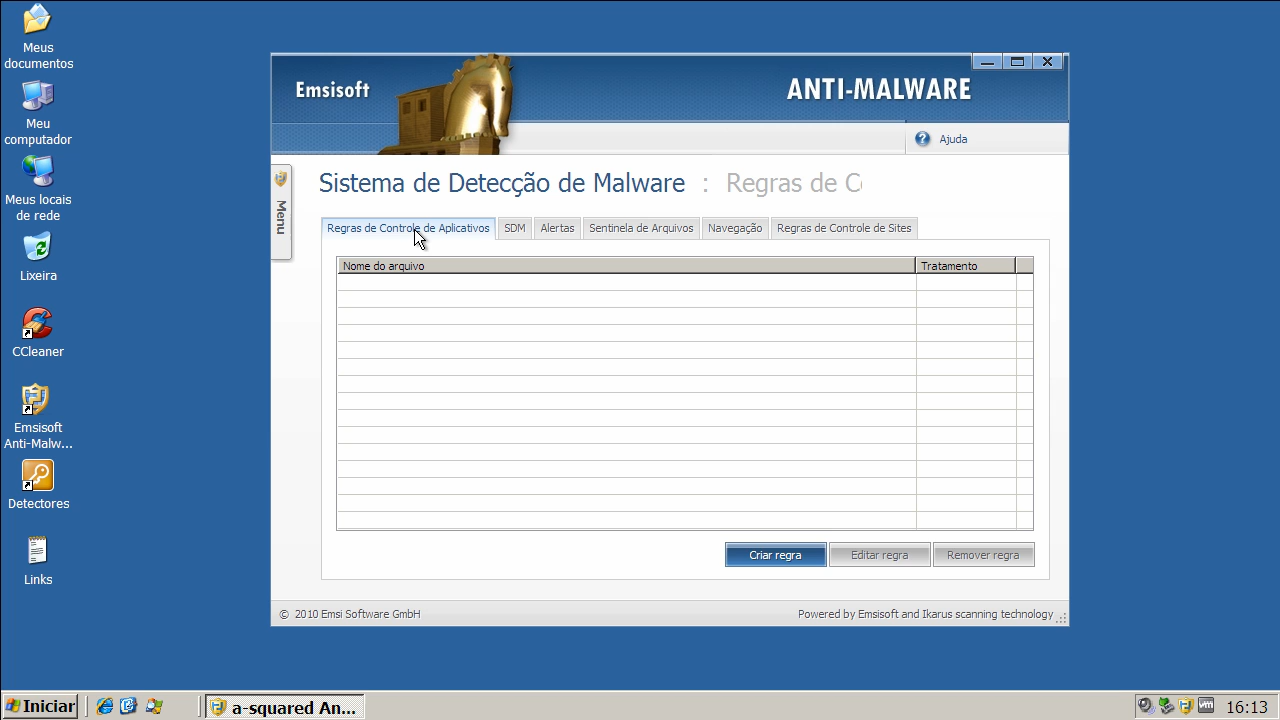 Meus
documentos
Meu
computador
Meus locais
de rede
Lixeira
CCleaner
Emsisoft
Anti-Malw...
Detectores
Links
Emsisoft
ANTI-MALWARE
Ajuda
Menu
Sistema de Detecção de Malware : Regras de Co
Regras de Controle de Aplicativos SDM Alertas Sentinela de Arquivos Navegação Regras de Controle de Sites
Nome do arquivo Tratamento
Criar regra Editar regra Remover regra
© 2010 Emsi Software GmbH Powered by Emsisoft and Ikarus scanning technology
Iniciar a-squared An... 16:13